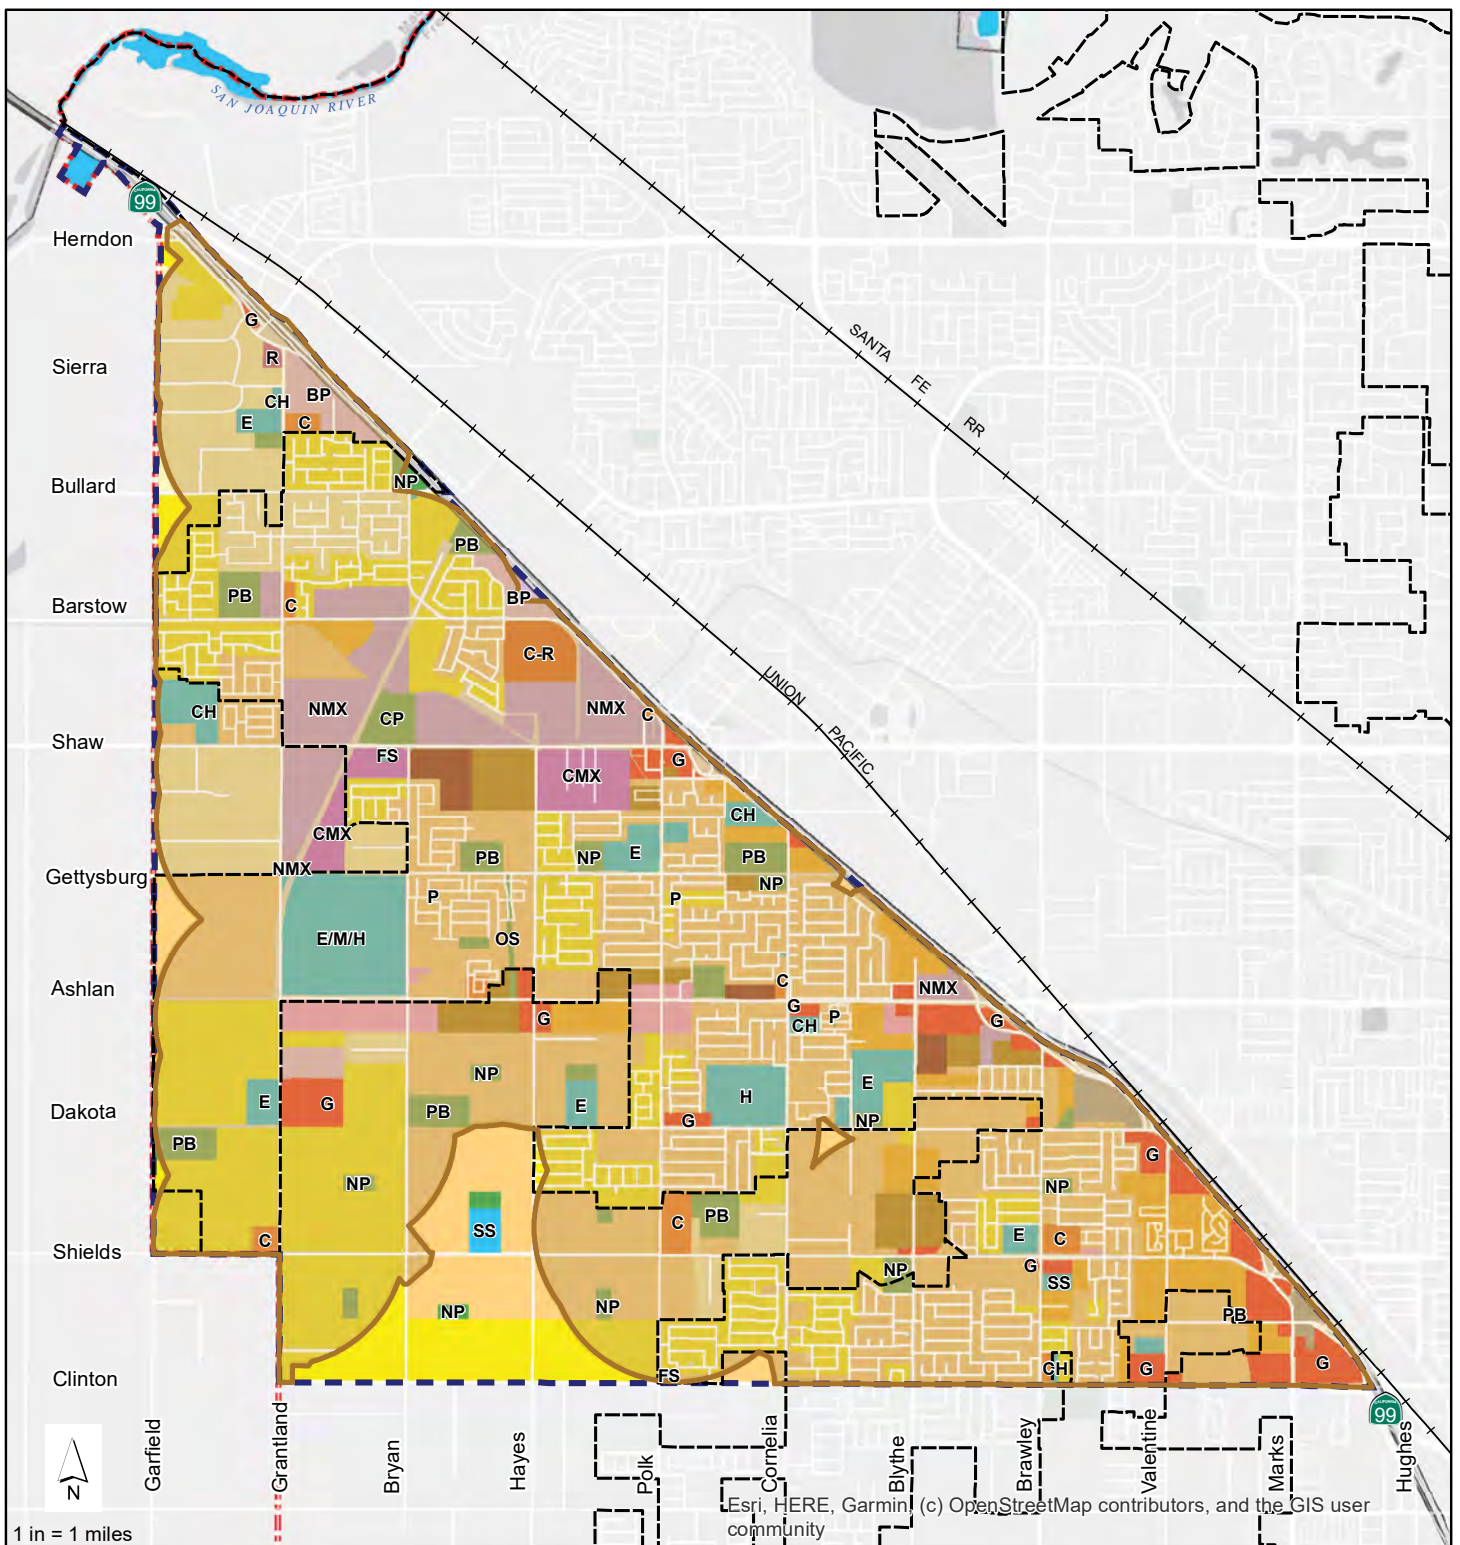 SAN JOAQUIN RIVER
CALIFORNIA
99
Herndon
G
SANTA
FE
RR
Sierra
R
BP
CH
E
C
NP
Bullard
PB
PB
BP
Barstow
C
C-R
UNION
PACIFIC
CH
NMX
CP
NMX
C
Shaw
FS
G
CMX
CH
CMX
PB
NP
E
PB
NMX
NP
Gettysburg
P
P
E/M/H
OS
C
NMX
Ashlan
G
P
G
CH
G
NP
E
E
G
PB
E
H
G
NP
Dakota
PB
G
NP
NP
SS
C
PB
C
E
C
Shields
G
NP
SS
NP
NP
PB
G
FS
CH
G
Clinton
CALIFORNIA
99
Garfield
Grantland
Bryan
Hayes
Polk
Cornelia
Blythe
Brawley
Valentine
Marks
Hughes
N
Esri, HERE, Garmin, (c) OpenStreetMap contributors, and the GIS user
community
1 in = 1 miles